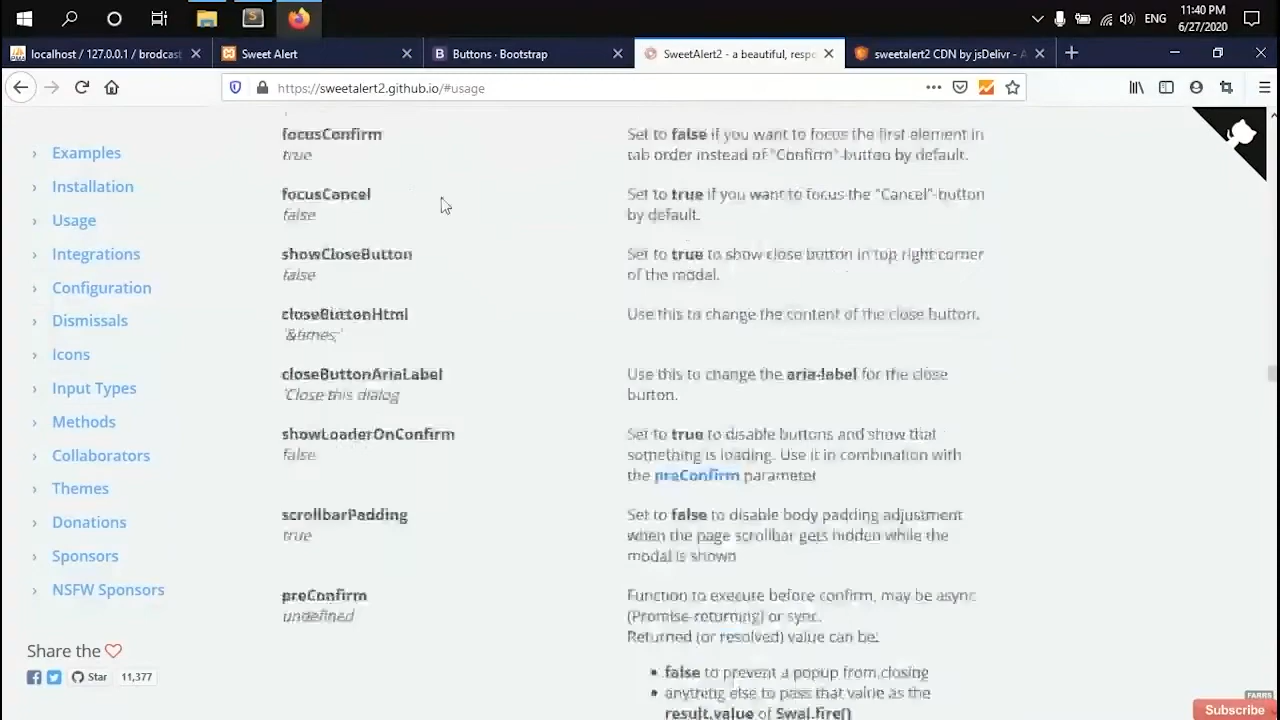 11:40 PM
ENG
6/27/2020
localhost / 127.0.0.1 / brodcast
Sweet Alert
Buttons · Bootstrap
SweetAlert2 - a beautiful, respo
sweetalert2 CDN by jsDelivr - A
https://sweetalert2.github.io/#usage
Examples
Installation
Usage
Integrations
Configuration
Dismissals
Icons
Input Types
Methods
Collaborators
Themes
Donations
Sponsors
NSFW Sponsors
Share the
Star 11,377
focusConfirm
true
Set to false if you want to focus the first element in
tab order instead of "Confirm"-button by default.
focusCancel
false
Set to true if you want to focus the "Cancel"-button
by default.
showCloseButton
false
Set to true to show close button in top right corner
of the modal.
closeButtonHtml
'&times;'
Use this to change the content of the close button.
closeButtonAriaLabel
'Close this dialog
Use this to change the aria-label for the close
button.
showLoaderOnConfirm
false
Set to true to disable buttons and show that
something is loading. Use it in combination with
the preConfirm parameter
scrollbarPadding
true
Set to false to disable body padding adjustment
when the page scrollbar gets hidden while the
modal is shown
preConfirm
undefined
Function to execute before confirm, may be async
(Promise-returning) or sync.
Returned (or resolved) value can be:
• false to prevent a popup from closing
• anything else to pass that value as the
result.value of Swal.fire()
FARRS
Subscribe